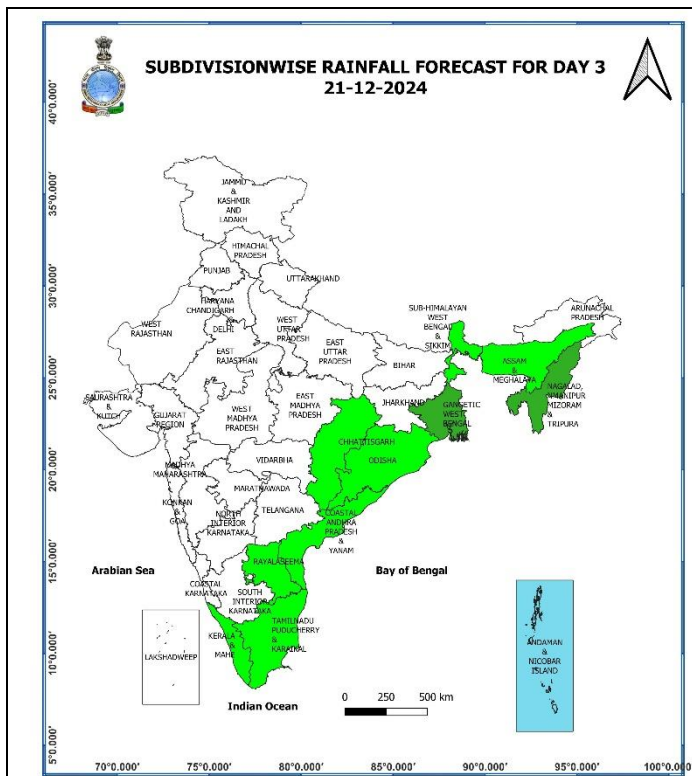 SUBDIVISIONWISE RAINFALL FORECAST FOR DAY 3
21-12-2024
40°0.000'
35°0.000'
30°0.000'
25°0.000'
20°0.000'
15°0.000'
10°0.000'
5°0.000'
JAMMU
&
KASHMIR
AND
LADAKH
HIMACHAL
PRADESH
PUNJAB
UTTARAKHAND
HARYANA
CHANDIGARH
&
DELHI
WEST
RAJASTHAN
WEST
UTTAR
PRADESH
EAST
RAJASTHAN
EAST
UTTAR
PRADESH
SUB-HIMALAYAN
WEST
BENGAL
&
SIKKIM
ARUNACHAL
PRADESH
BIHAR
ASSAM
&
MEGHALAYA
NAGALAD,
MANIPUR
MIZORAM
&
TRIPURA
SAURASHTRA
&
KUTCH
GUJARAT
REGION
WEST
MADHYA
PRADESH
EAST
MADHYA
PRADESH
JHARKHAND
GANGETIC
WEST
BENGAL
CHHATTISGARH
ODISHA
VIDARBHA
MADHYA
MAHARASHTRA
MARATHAWADA
KONKAN
&
GOA
NORTH
INTERIOR
KARNATAKA
TELANGANA
COASTAL
ANDHRA
PRADESH
&
YANAM
RAYALASEEMA
Arabian Sea
Bay of Bengal
COASTAL
KARNATAKA
SOUTH
INTERIOR
KARNATAKA
TAMILNADU
PUDUCHERRY
&
KARAIKAL
KERALA
&
MAHE
LAKSHADWEEP
ANDAMAN
&
NICOBAR
ISLAND
Indian Ocean
0 250 500 km
70°0.000' 75°0.000' 80°0.000' 85°0.000' 90°0.000' 95°0.000' 100°0.000'